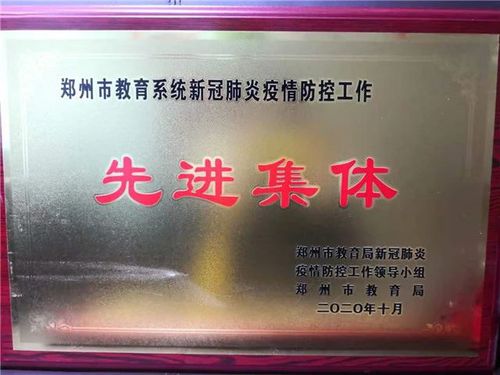 郑州市教育系统新冠肺炎疫情防控工作
先进集体
郑州市教育局新冠肺炎
疫情防控工作领导小组
郑州市教育局
二〇二〇年十月